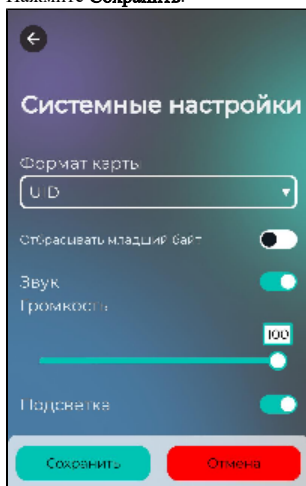 Нажмите Сохранить.
Системные настройки
Формат карты
UID
Отбрасывать младший байт
Звук
Громкость
100
Подсветка
Сохранить
Отмена